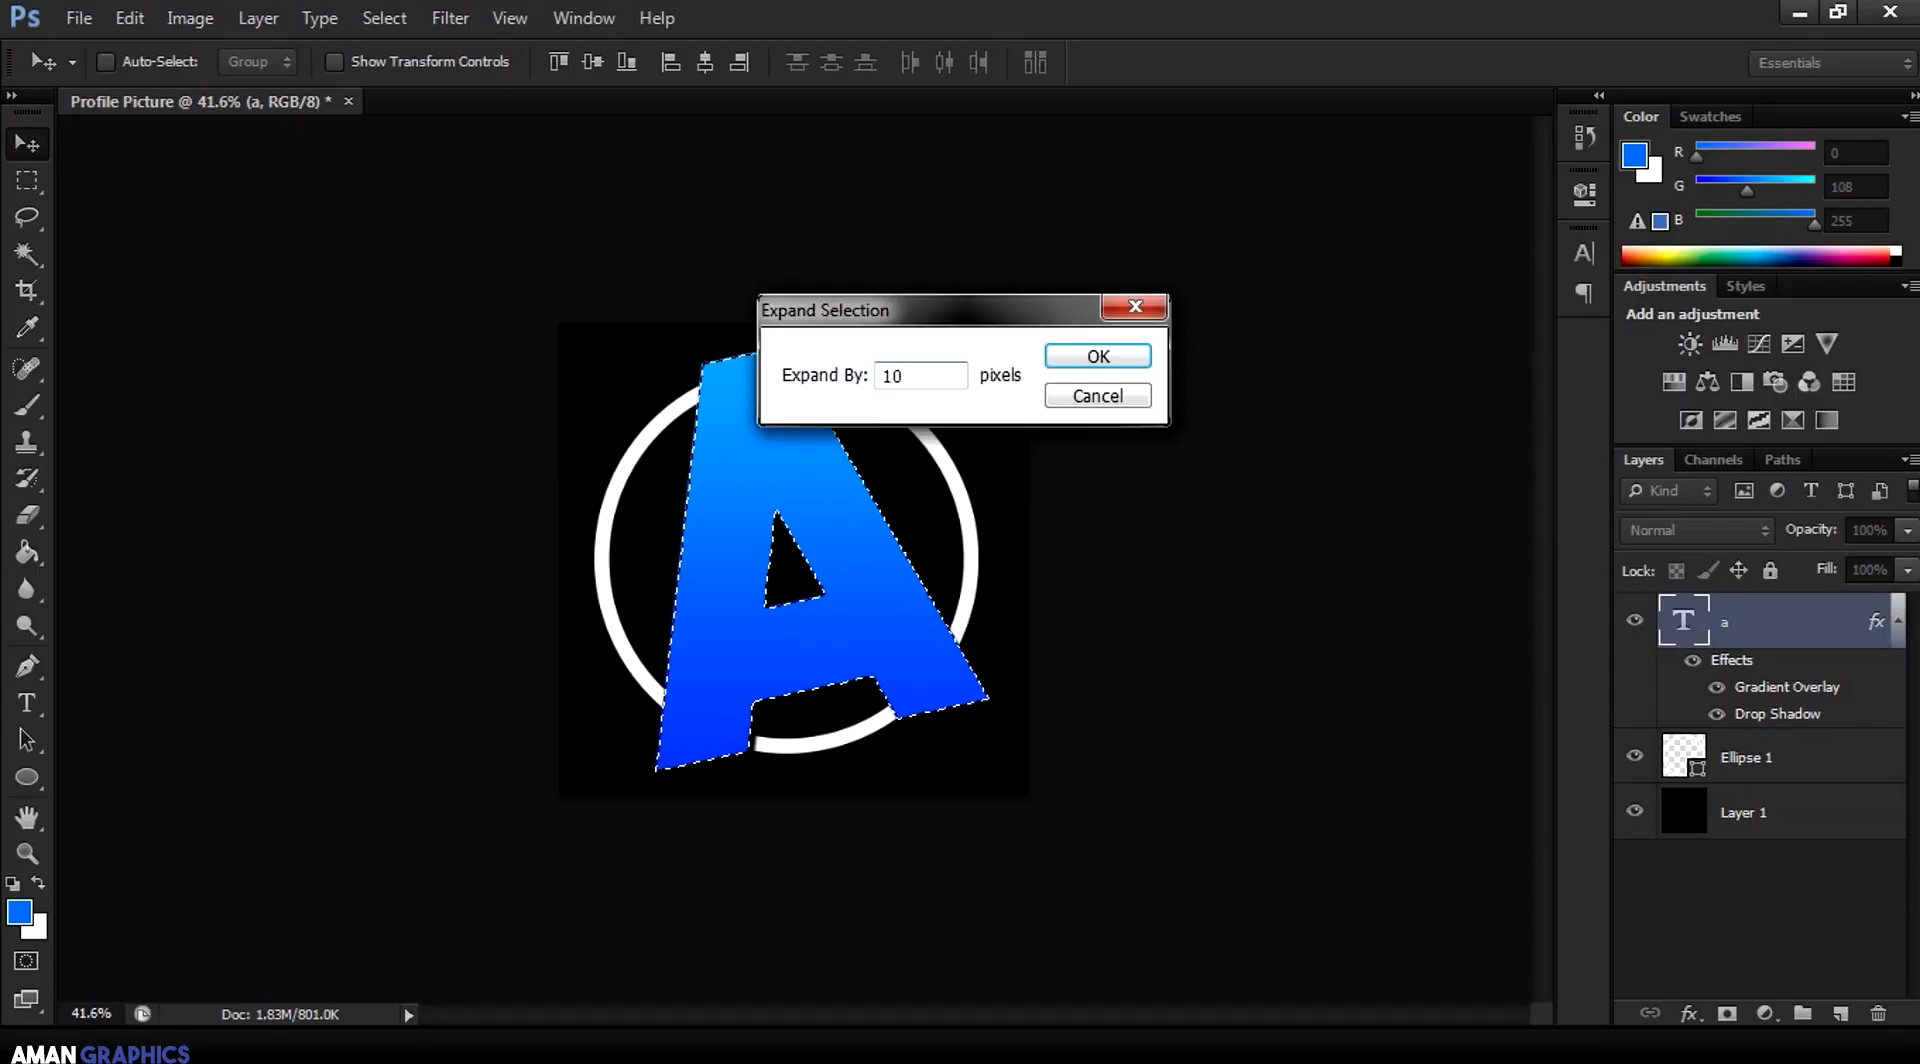 Ps File Edit Image Layer Type Select Filter View Window Help
Auto-Select: Group Show Transform Controls Essentials
Profile Picture @ 41.6% (a, RGB/8) * ×
Color Swatches
R 0
G 108
B 255
Adjustments Styles
Add an adjustment
Expand Selection
Expand By: 10 pixels
OK
Cancel
A
Layers Channels Paths
Kind
Normal Opacity: 100%
Lock: Fill: 100%
T a fx
Effects
Gradient Overlay
Drop Shadow
Ellipse 1
Layer 1
41.6% Doc: 1.83M/801.0K
AMAN GRAPHICS